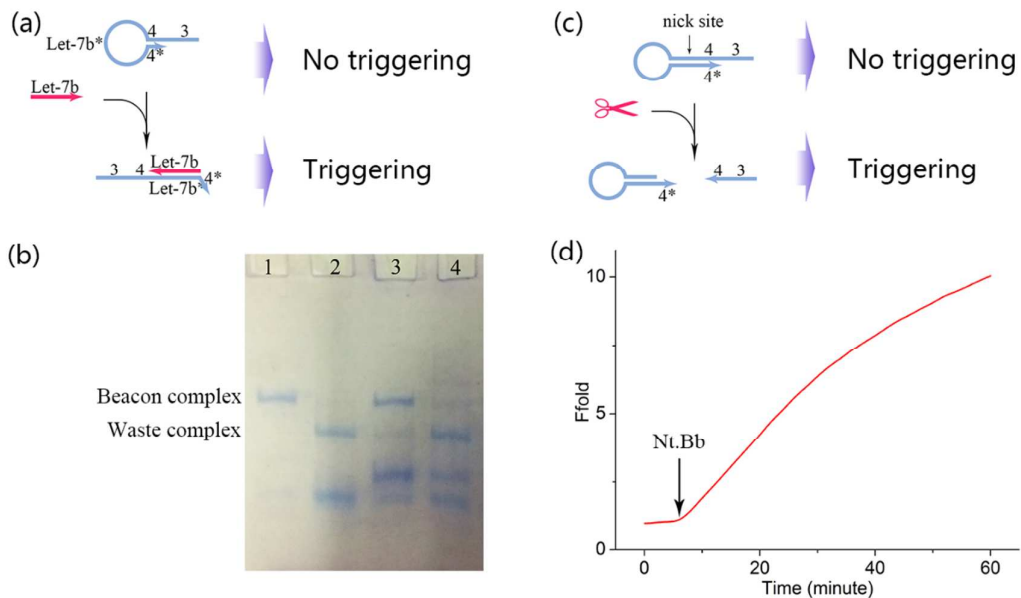 (a)
4 3
Let-7b*
4*
No triggering
Let-7b
Let-7b
3 4 4*
Let-7b*
Triggering
(b)
1 2 3 4
Beacon complex
Waste complex
(c)
nick site
4 3
4*
No triggering
4 3
4*
Triggering
(d)
10
5
0
Ffold
Nt.Bb
0 20 40 60
Time (minute)